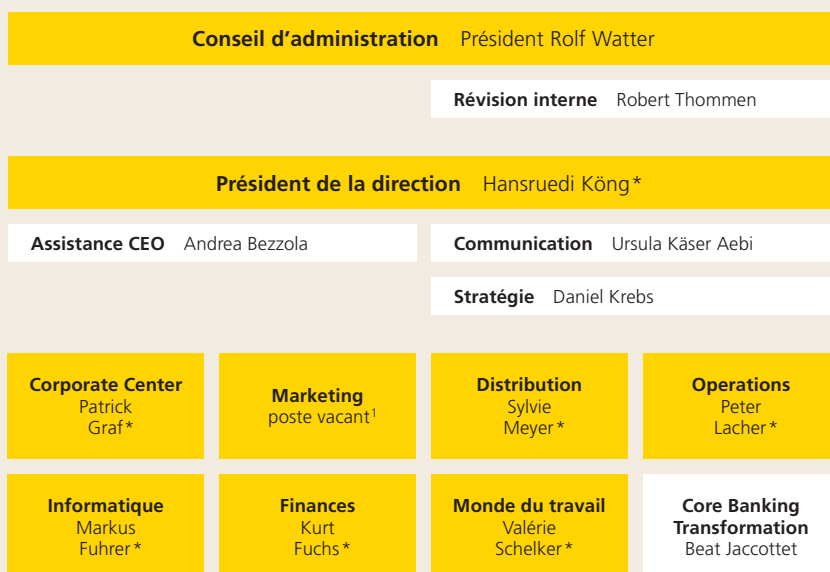 Conseil d'administration Président Rolf Watter
Révision interne Robert Thommen
Président de la direction Hansruedi Köng*
Assistance CEO Andrea Bezzola
Communication Ursula Käser Aebi
Stratégie Daniel Krebs
Corporate Center
Patrick
Graf*
Marketing
poste vacant¹
Distribution
Sylvie
Meyer*
Operations
Peter
Lacher*
Informatique
Markus
Fuhrer*
Finances
Kurt
Fuchs*
Monde du travail
Valérie
Schelker*
Core Banking
Transformation
Beat Jaccottet